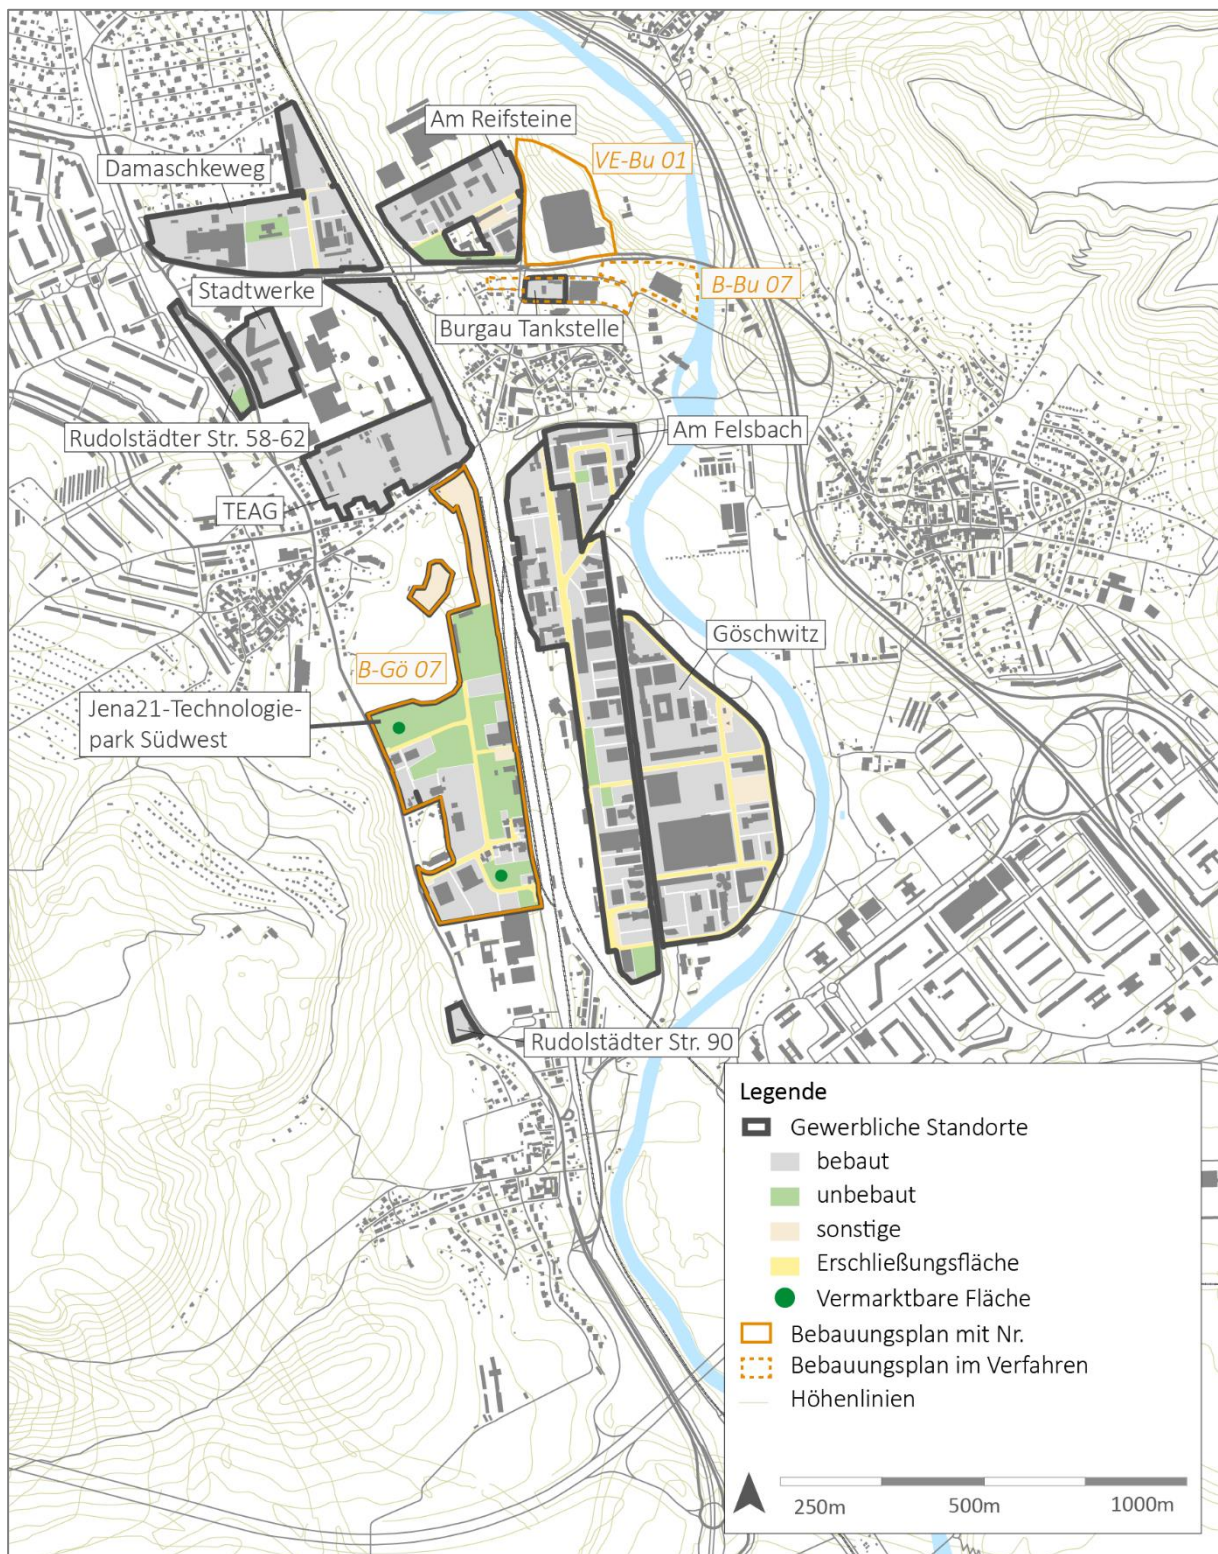 Am Reifsteine
VE-Bu 01
Damaschkeweg
Stadtwerke
B-Bu 07
Burgau Tankstelle
Rudolstädter Str. 58-62
Am Felsbach
TEAG
Göschwitz
B-Gö 07
Jena21-Technologie-
park Südwest
Rudolstädter Str. 90
Legende
Gewerbliche Standorte
bebaut
unbebaut
sonstige
Erschließungsfläche
Vermarktbare Fläche
Bebauungsplan mit Nr.
Bebauungsplan im Verfahren
Höhenlinien
250m 500m 1000m